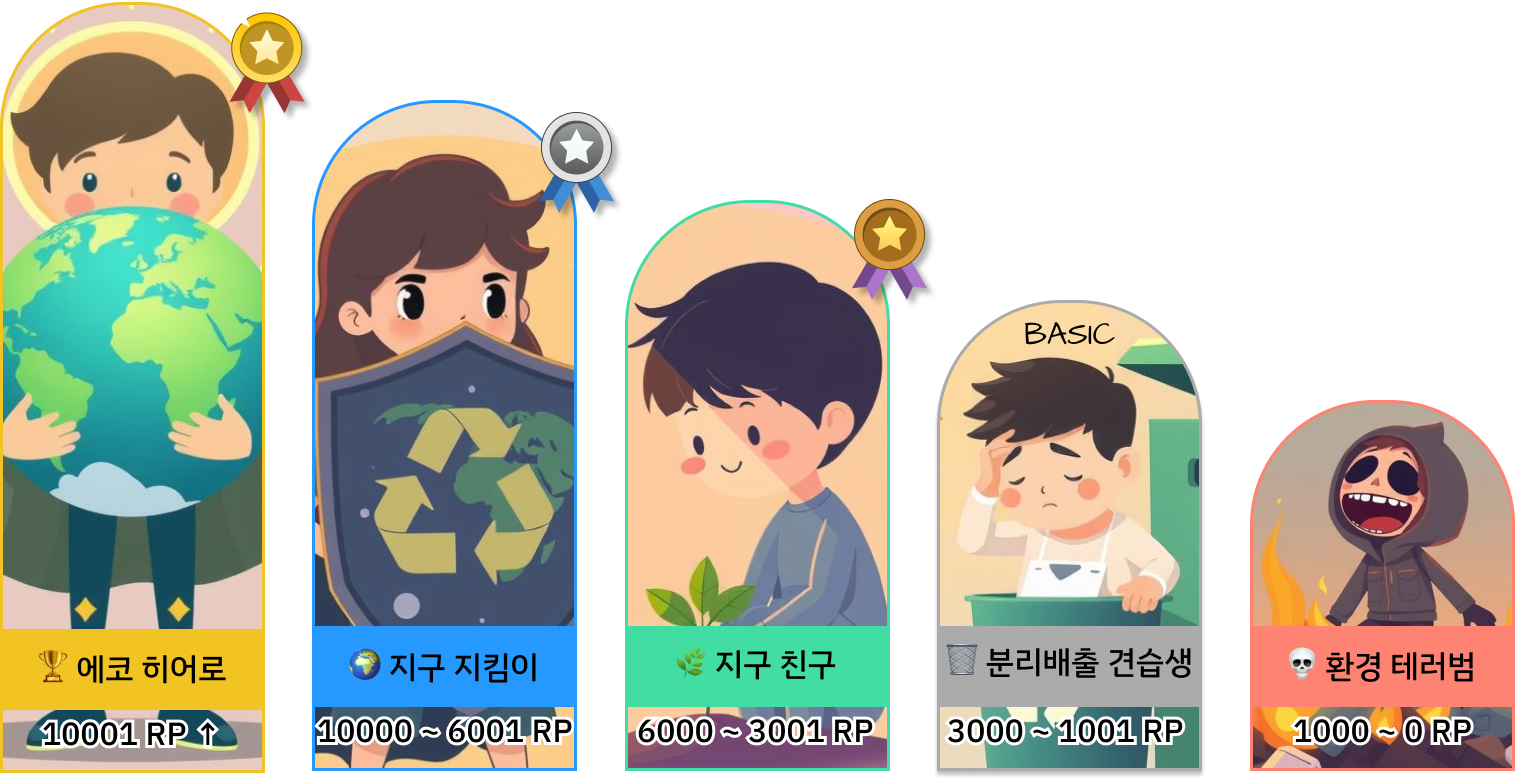 🏆 에코 히어로
10001 RP ↑
🌍 지구 지킴이
10000 ~ 6001 RP
🌿 지구 친구
6000 ~ 3001 RP
BASIC
🗑️ 분리배출 견습생
3000 ~ 1001 RP
💀 환경 테러범
1000 ~ 0 RP